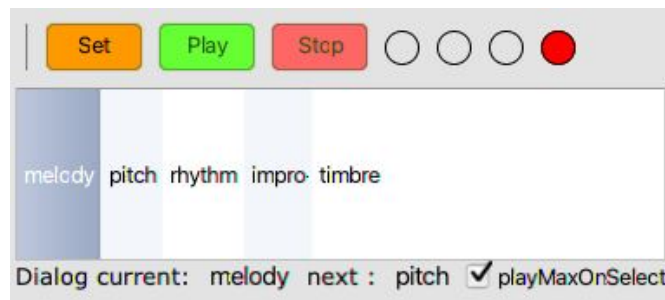 Set Play Stop
melody pitch rhythm impro- timbre
Dialog current: melody next : pitch playMaxOnSelect